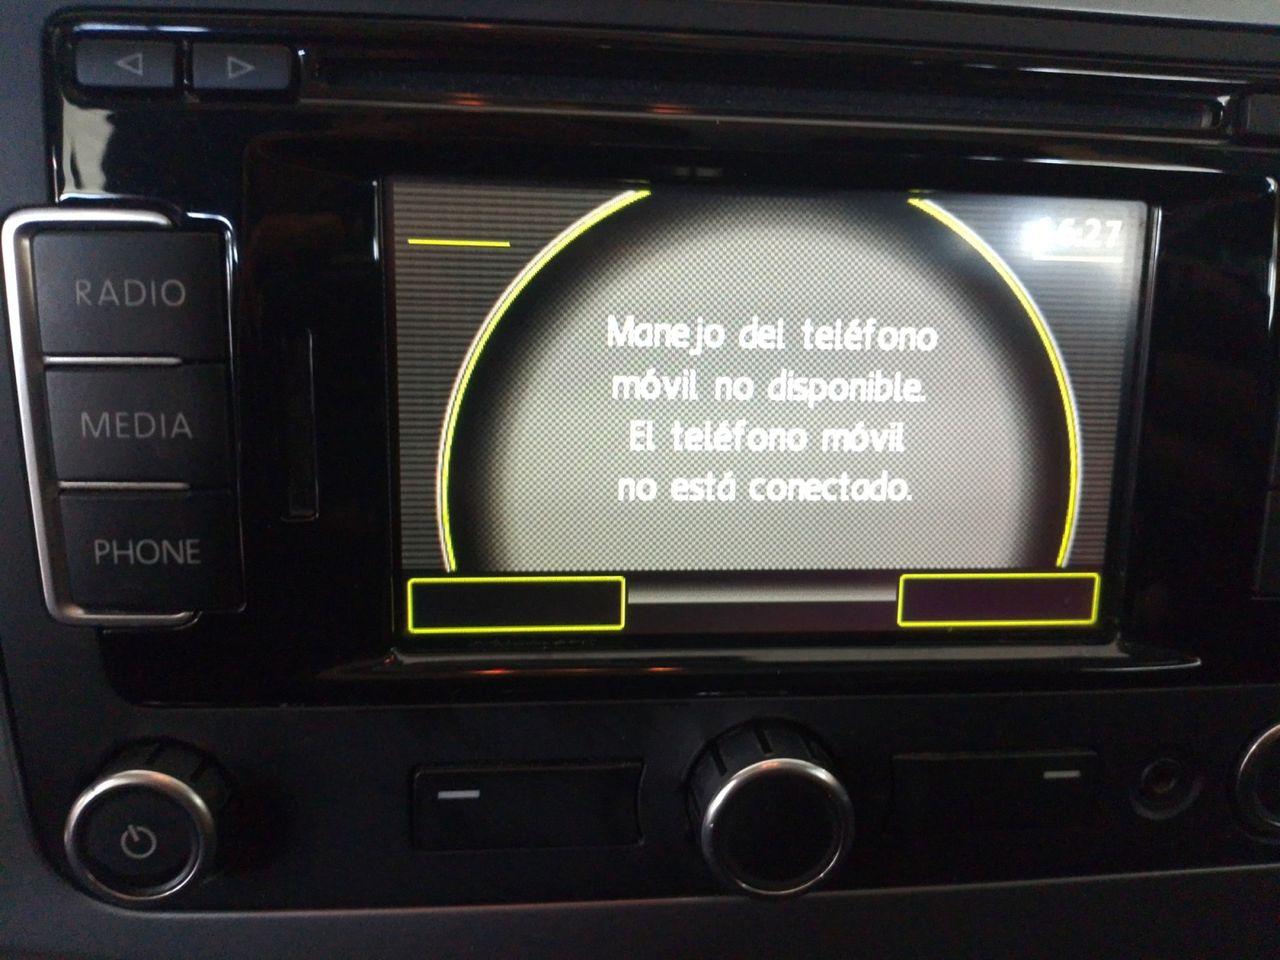 RADIO
MEDIA
PHONE
Manejo del teléfono
móvil no disponible.
El teléfono móvil
no está conectado.